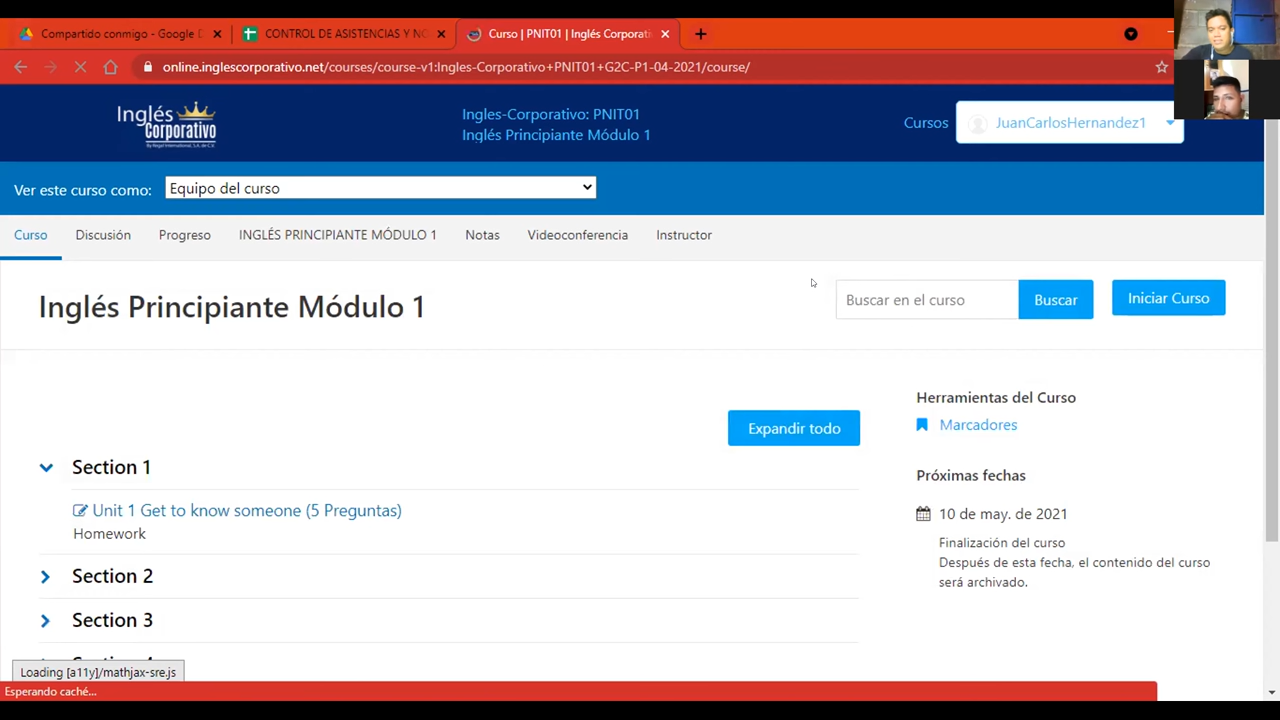 Compartido conmigo - Google D
CONTROL DE ASISTENCIAS Y NO
Curso | PNIT01 | Inglés Corporati
online.inglescorporativo.net/courses/course-v1:Ingles-Corporativo+PNIT01+G2C-P1-04-2021/course/
Inglés
Corporativo
By Regal International, S.A. de C.V.
Ingles-Corporativo: PNIT01
Inglés Principiante Módulo 1
Cursos
JuanCarlosHernandez1
Ver este curso como:
Equipo del curso
Curso
Discusión
Progreso
INGLÉS PRINCIPIANTE MÓDULO 1
Notas
Videoconferencia
Instructor
Inglés Principiante Módulo 1
Buscar en el curso
Buscar
Iniciar Curso
Expandir todo
Section 1
Unit 1 Get to know someone (5 Preguntas)
Homework
Section 2
Section 3
Herramientas del Curso
Marcadores
Próximas fechas
10 de may. de 2021
Finalización del curso
Después de esta fecha, el contenido del curso
será archivado.
Loading [a11y]/mathjax-sre.js
Esperando caché...